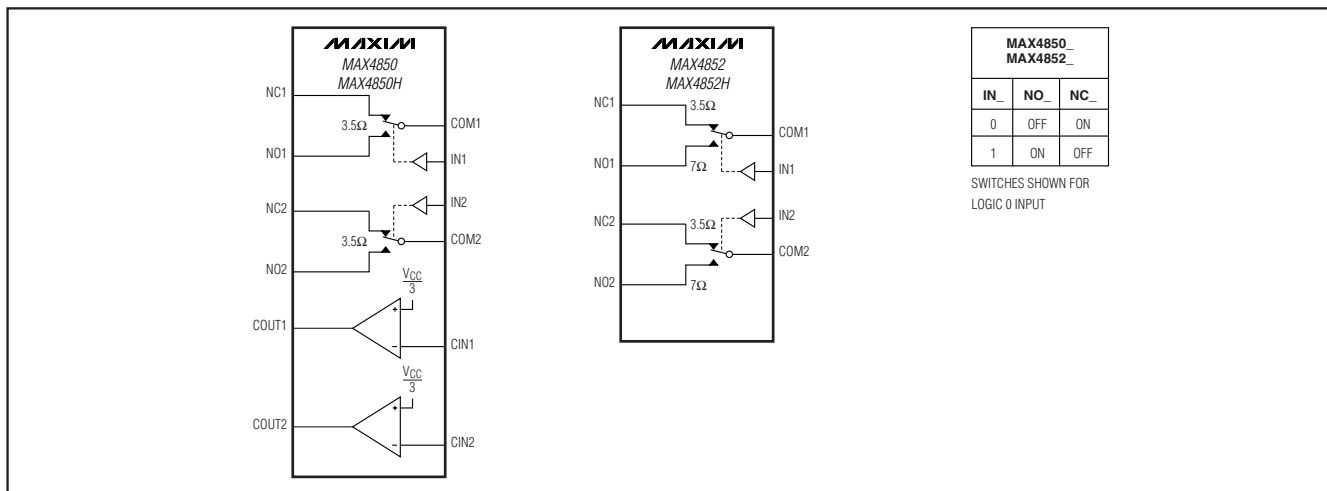 MAXIM
MAX4850
MAX4850H
NC1
3.5Ω
COM1
NO1
IN1
NC2
IN2
3.5Ω
COM2
NO2
VCC
3
+
COUT1
-
CIN1
VCC
3
+
COUT2
-
CIN2
MAXIM
MAX4852
MAX4852H
NC1
3.5Ω
COM1
NO1
7Ω
IN1
NC2
3.5Ω
IN2
COM2
NO2
7Ω
MAX4850_
MAX4852_
IN_ NO_ NC_
0 OFF ON
1 ON OFF
SWITCHES SHOWN FOR
LOGIC 0 INPUT